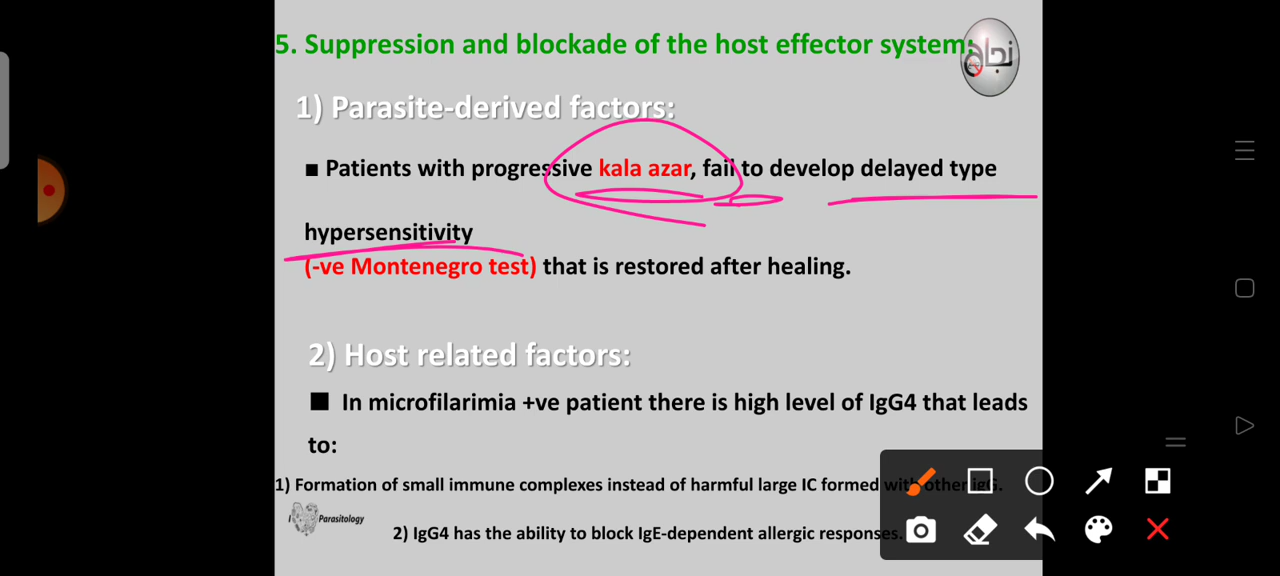 5. Suppression and blockade of the host effector system:
1) Parasite-derived factors:
■ Patients with progressive kala azar, fail to develop delayed type
hypersensitivity
(-ve Montenegro test) that is restored after healing.
2) Host related factors:
■ In microfilarimia +ve patient there is high level of IgG4 that leads
to:
1) Formation of small immune complexes instead of harmful large IC formed with other igG.
Parasitology
2) IgG4 has the ability to block IgE-dependent allergic responses.